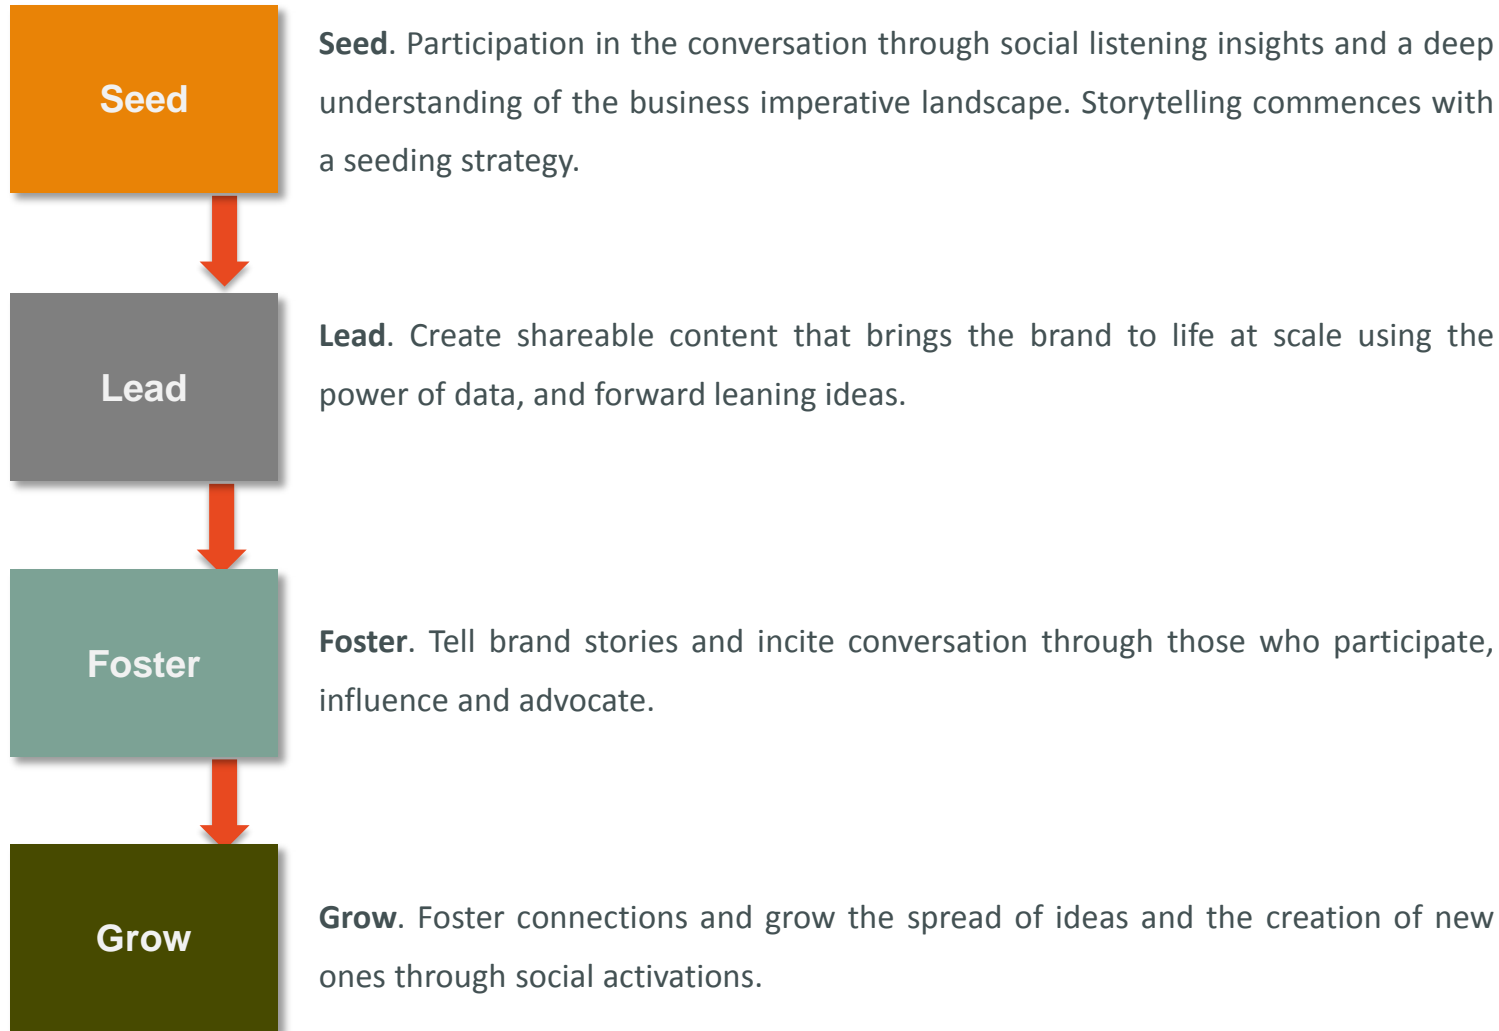 Seed
Seed. Participation in the conversation through social listening insights and a deep
understanding of the business imperative landscape. Storytelling commences with
a seeding strategy.
Lead
Lead. Create shareable content that brings the brand to life at scale using the
power of data, and forward leaning ideas.
Foster
Foster. Tell brand stories and incite conversation through those who participate,
influence and advocate.
Grow
Grow. Foster connections and grow the spread of ideas and the creation of new
ones through social activations.